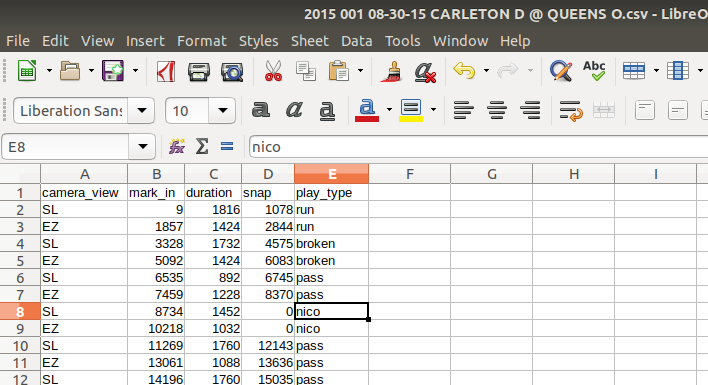 2015 001 08-30-15 CARLETON D @ QUEENS O.csv - LibreO
File Edit View Insert Format Styles Sheet Data Tools Window Help
Abc
Liberation Sans 10 a a a a
E8 fx Σ = nico
A B C D E F G H I
1 camera_view mark_in duration snap play_type
2 SL 9 1816 1078 run
3 EZ 1857 1424 2844 run
4 SL 3328 1732 4575 broken
5 EZ 5092 1424 6083 broken
6 SL 6535 892 6745 pass
7 EZ 7459 1228 8370 pass
8 SL 8734 1452 0 nico
9 EZ 10218 1032 0 nico
10 SL 11269 1760 12143 pass
11 EZ 13061 1088 13636 pass
12 SL 14196 1760 15035 pass